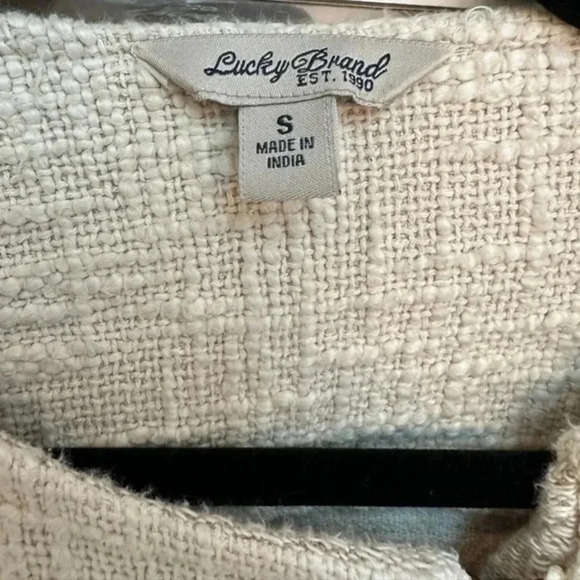 Lucky Brand
EST. 1990
S
MADE IN
INDIA